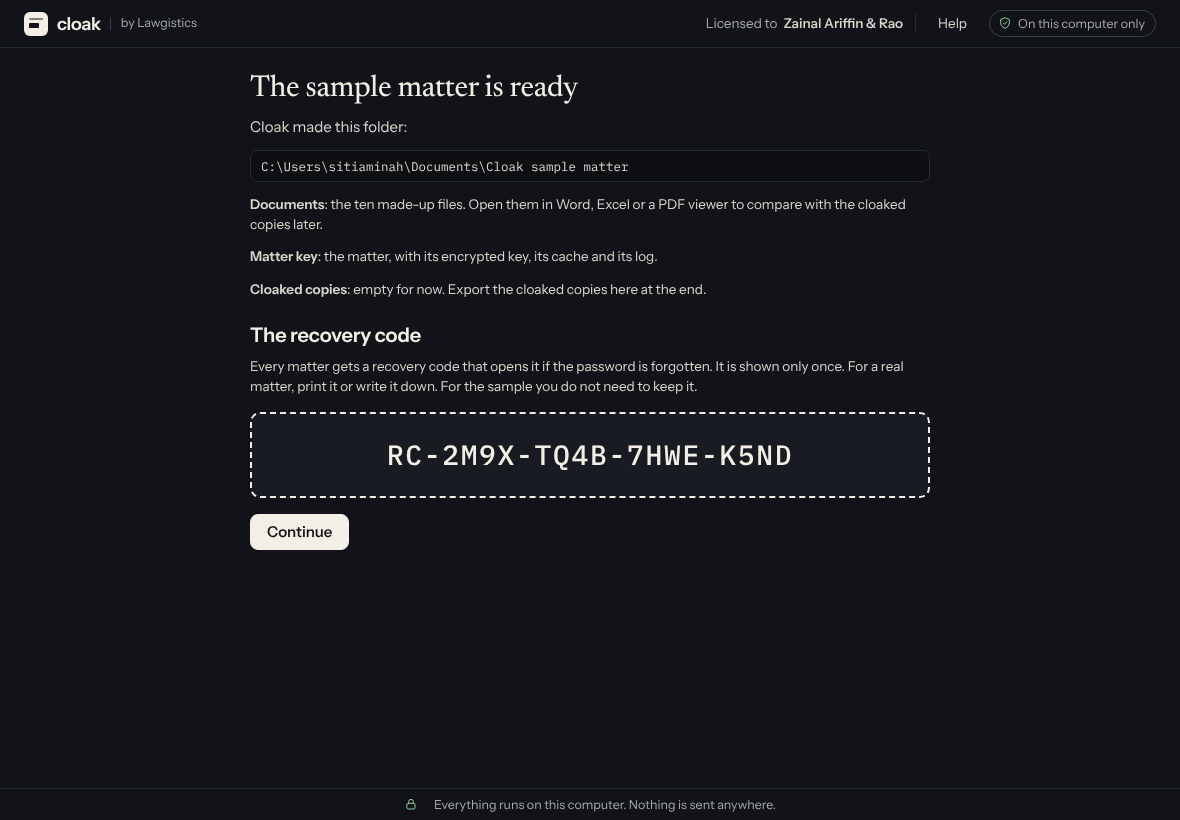 cloak
by Lawgistics
Licensed to Zainal Ariffin & Rao
Help
On this computer only
The sample matter is ready
Cloak made this folder:
C:\Users\sitiaminah\Documents\Cloak sample matter
Documents: the ten made-up files. Open them in Word, Excel or a PDF viewer to compare with the cloaked
copies later.
Matter key: the matter, with its encrypted key, its cache and its log.
Cloaked copies: empty for now. Export the cloaked copies here at the end.
The recovery code
Every matter gets a recovery code that opens it if the password is forgotten. It is shown only once. For a real
matter, print it or write it down. For the sample you do not need to keep it.
RC-2M9X-TQ4B-7HWE-K5ND
Continue
Everything runs on this computer. Nothing is sent anywhere.